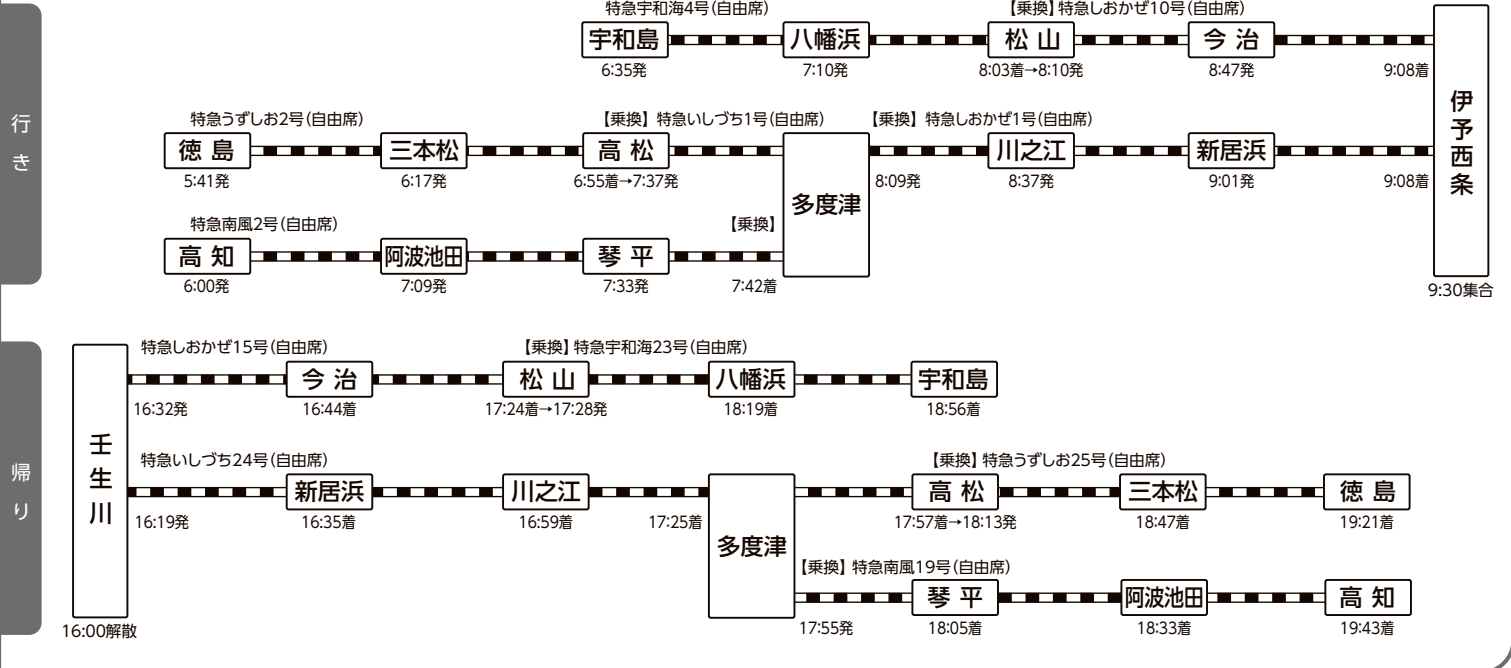 行き
特急宇和海4号(自由席)
【乗換】特急しおかぜ10号(自由席)
宇和島
八幡浜
松山
今治
6:35発
7:10発
8:03着→8:10発
8:47発
9:08着
特急うずしお2号(自由席)
【乗換】特急いしづち1号(自由席)
【乗換】特急しおかぜ1号(自由席)
徳島
三本松
高松
川之江
新居浜
5:41発
6:17発
6:55着→7:37発
8:09発
8:37発
9:01発
9:08着
多度津
特急南風2号(自由席)
【乗換】
高知
阿波池田
琴平
6:00発
7:09発
7:33発
7:42着
伊予西条
9:30集合
帰り
壬生川
16:00解散
特急しおかぜ15号(自由席)
【乗換】特急宇和海23号(自由席)
今治
松山
八幡浜
宇和島
16:32発
16:44着
17:24着→17:28発
18:19着
18:56着
特急いしづち24号(自由席)
【乗換】特急うずしお25号(自由席)
新居浜
川之江
高松
三本松
徳島
16:19発
16:35着
16:59着
17:25着
17:57着→18:13発
18:47着
19:21着
多度津
【乗換】特急南風19号(自由席)
琴平
阿波池田
高知
17:55発
18:05着
18:33着
19:43着